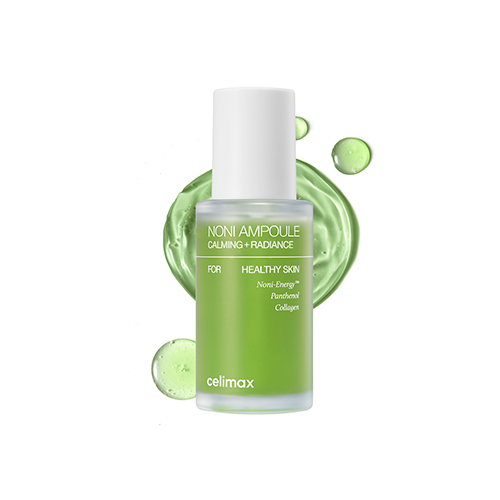 NONI AMPOULE
CALMING + RADIANCE
FOR HEALTHY SKIN
Noni-Energy™
Panthenol
Collagen
celimax